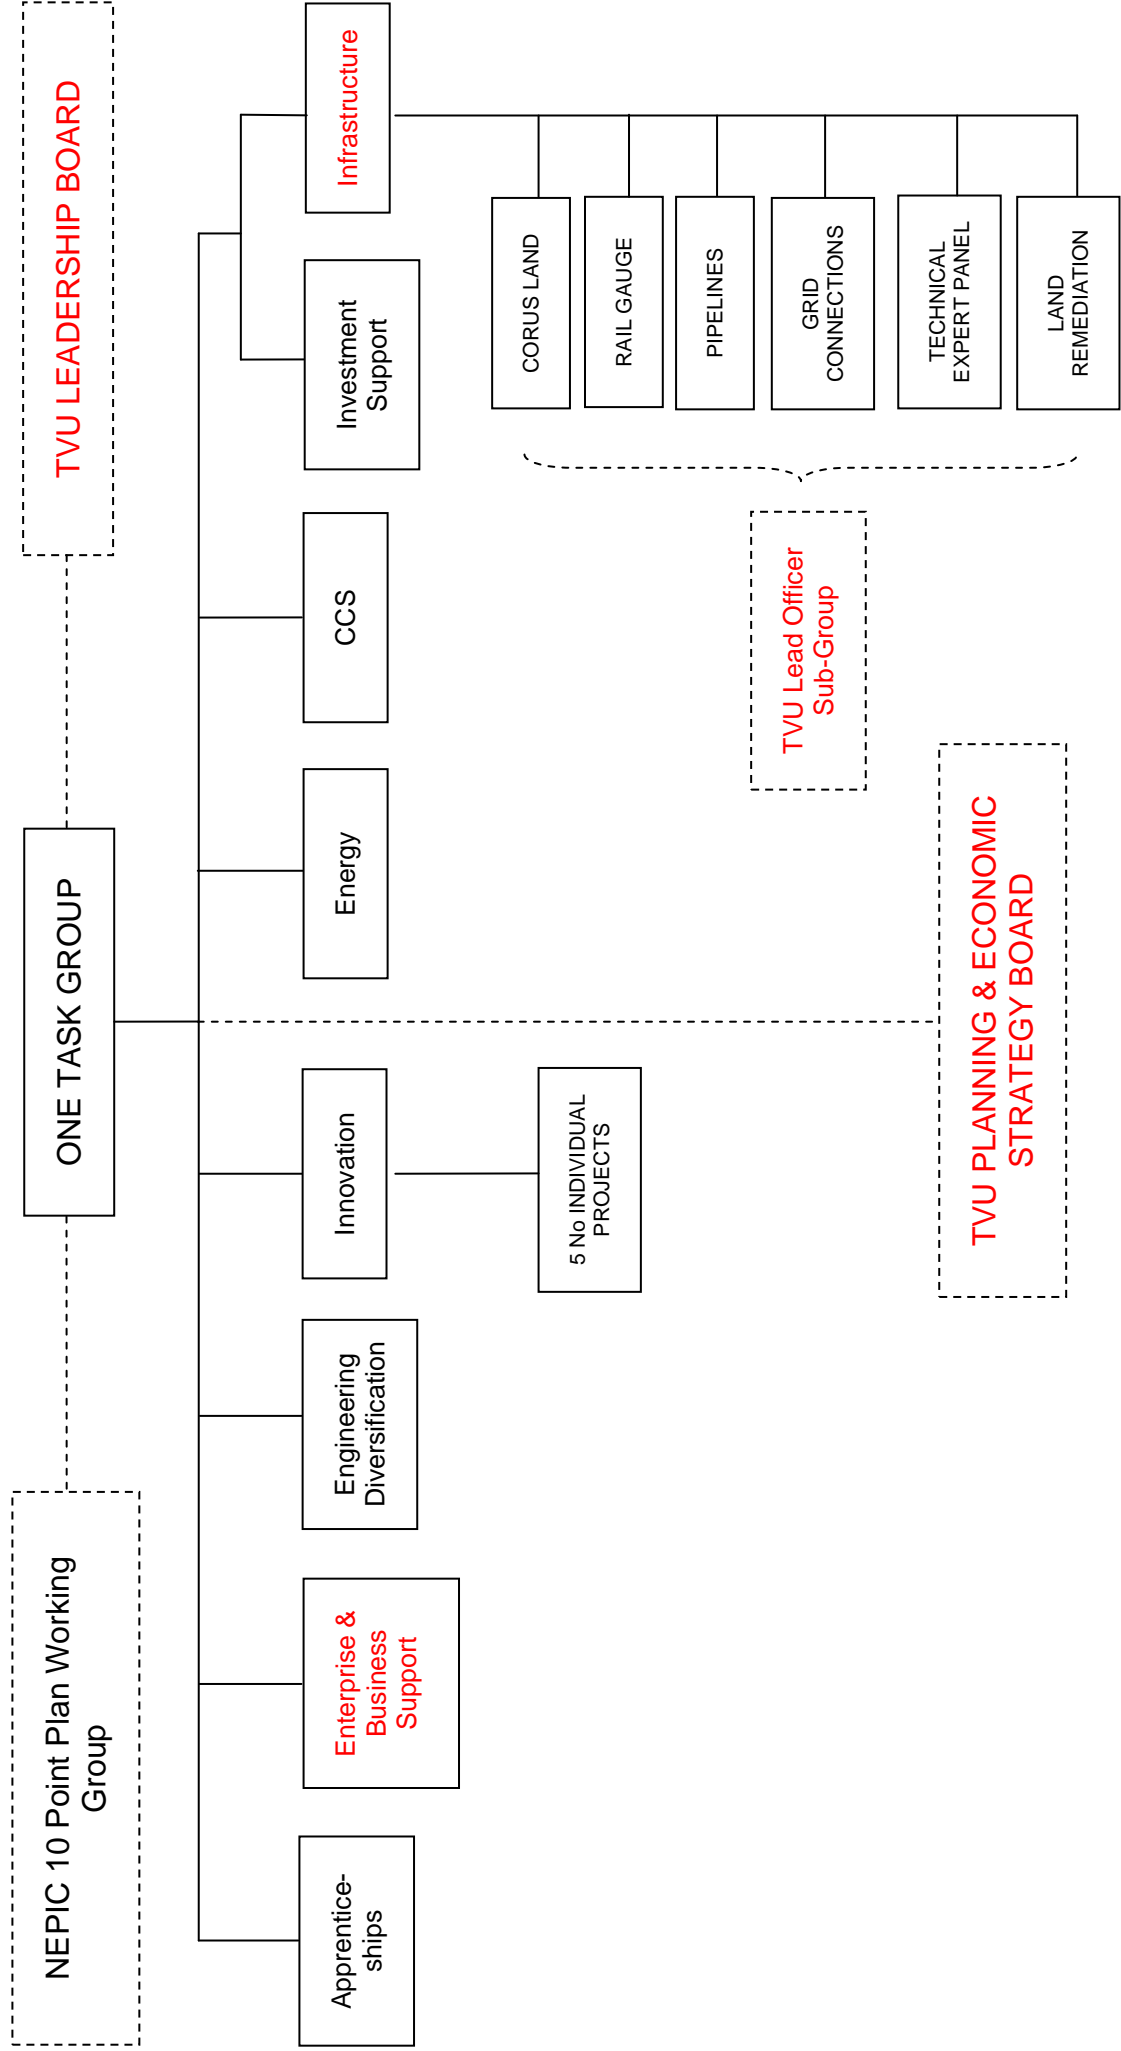 NEPIC 10 Point Plan Working
Group
ONE TASK GROUP
TVU LEADERSHIP BOARD
Apprentice-
ships
Enterprise &
Business
Support
Engineering
Diversification
Innovation
Energy
CCS
Investment
Support
Infrastructure
5 No INDIVIDUAL
PROJECTS
CORUS LAND
RAIL GAUGE
PIPELINES
GRID
CONNECTIONS
TECHNICAL
EXPERT PANEL
LAND
REMEDIATION
TVU Lead Officer
Sub-Group
TVU PLANNING & ECONOMIC
STRATEGY BOARD